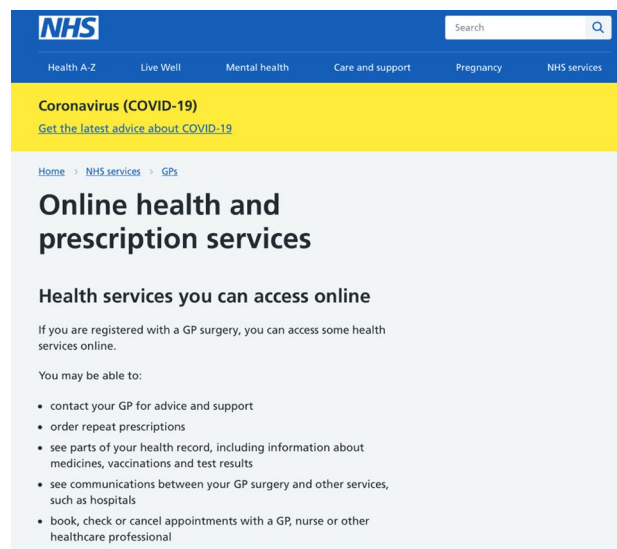 NHS
Search
Health A-Z
Live Well
Mental health
Care and support
Pregnancy
NHS services
Coronavirus (COVID-19)
Get the latest advice about COVID-19
Home > NHS services > GPs
Online health and
prescription services
Health services you can access online
If you are registered with a GP surgery, you can access some health
services online.
You may be able to:
• contact your GP for advice and support
• order repeat prescriptions
• see parts of your health record, including information about
medicines, vaccinations and test results
• see communications between your GP surgery and other services,
such as hospitals
• book, check or cancel appointments with a GP, nurse or other
healthcare professional